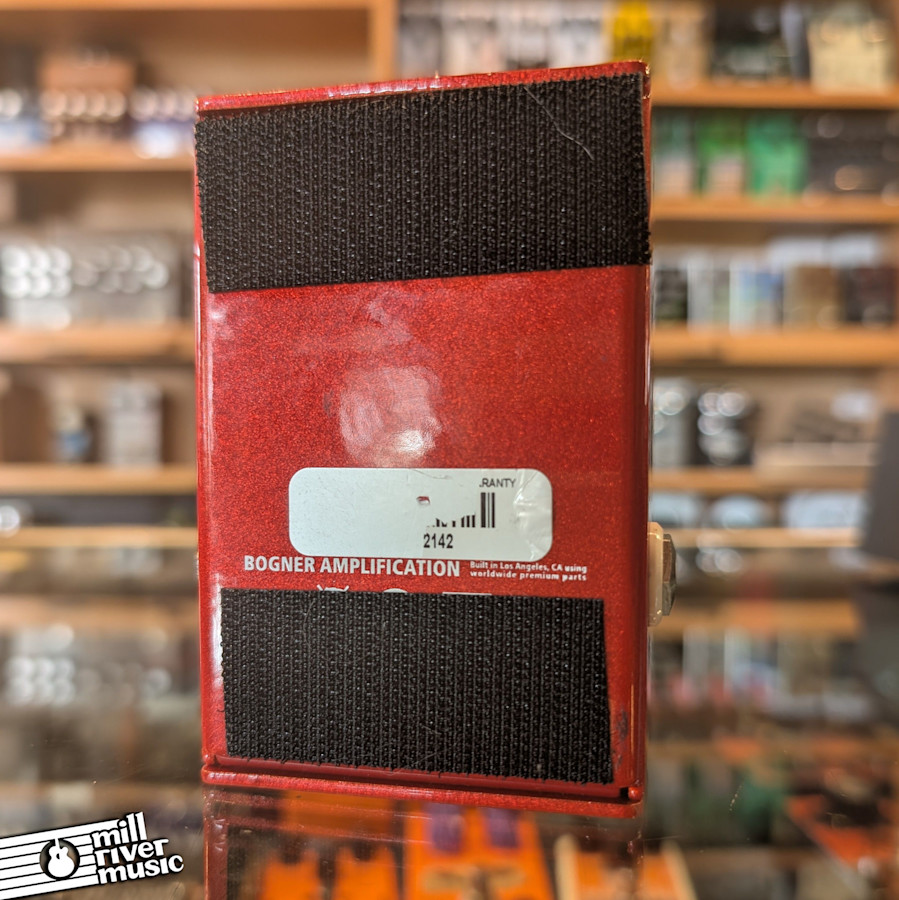 .RANTY
2142
BOGNER AMPLIFICATION
Built in Los Angeles, CA using
worldwide premium parts
mill
river
music